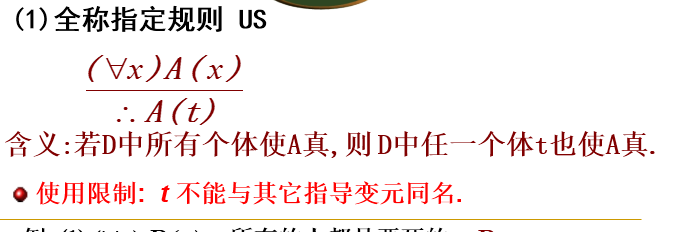 (1)全称指定规则 US
(∀x)A(x)
∴ A(t)
含义:若D中所有个体使A真,则D中任一个体t也使A真.
使用限制: t 不能与其它指导变元同名.